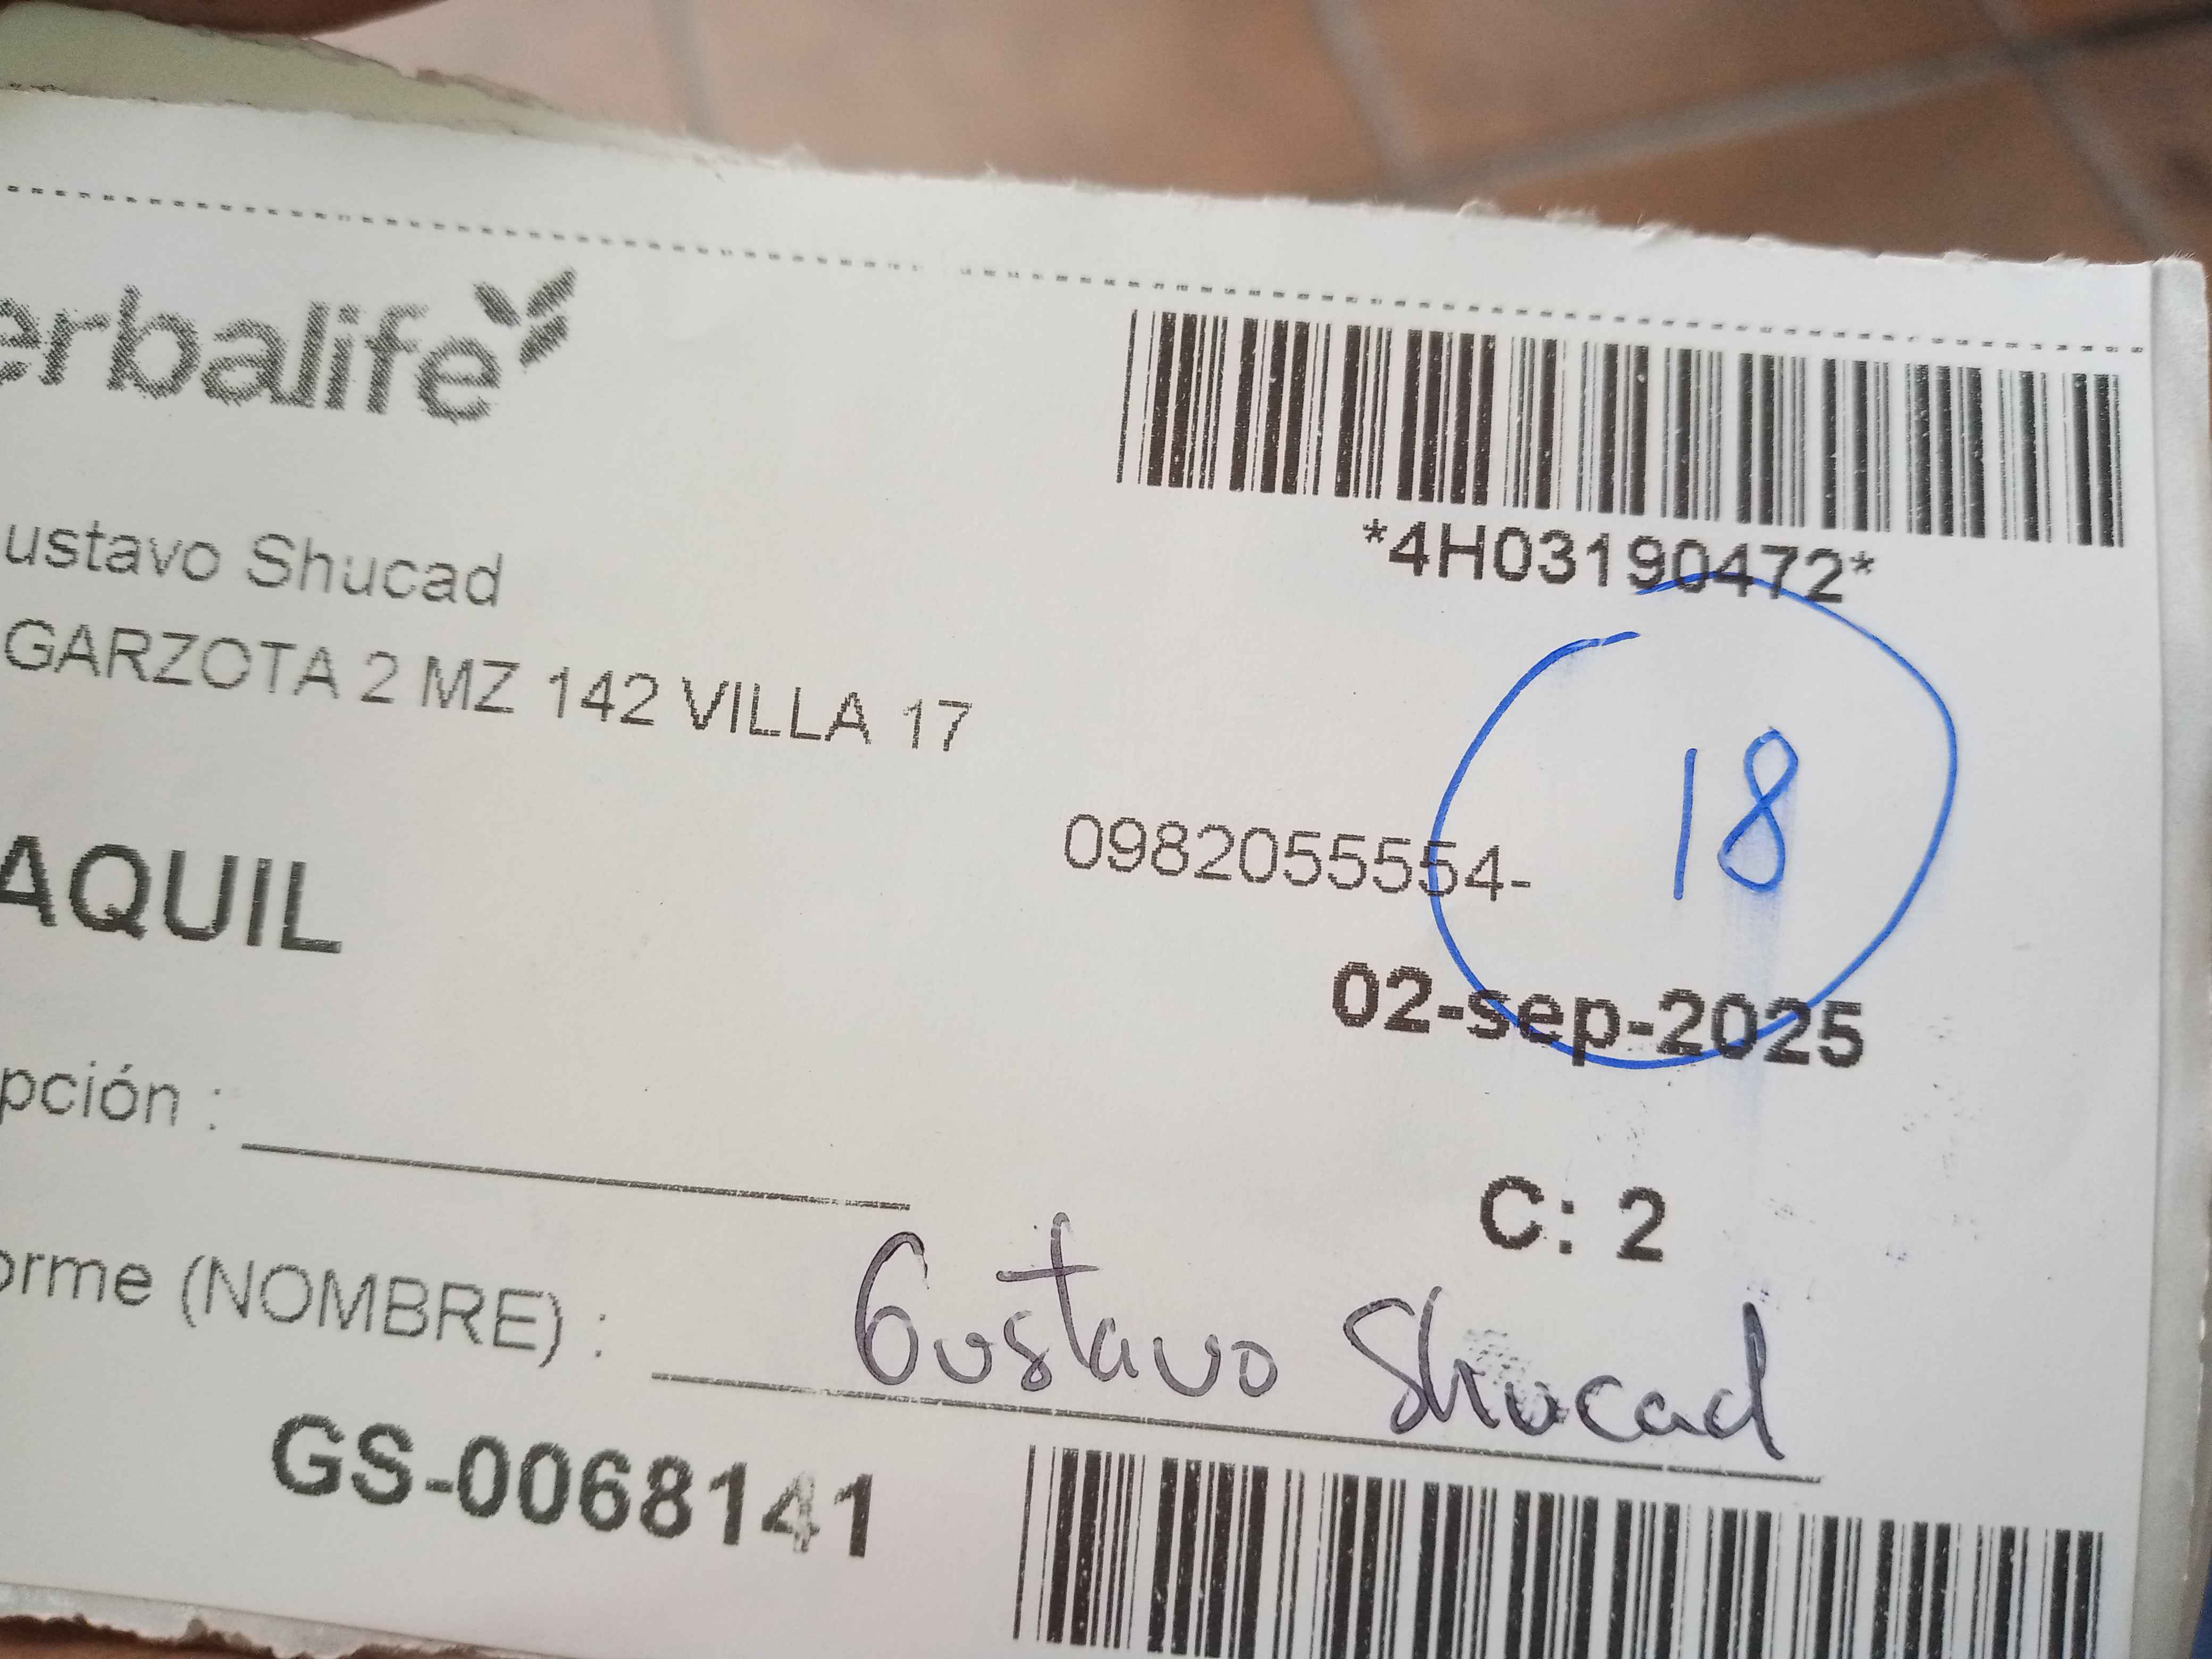 erbalife
*4H03190472*
ustavo Shucad
GARZOTA 2 MZ 142 VILLA 17
18
0982055554-
AQUIL
02-sep-2025
pción :
C: 2
orme (NOMBRE) : Gustavo Shucad
GS-0068141